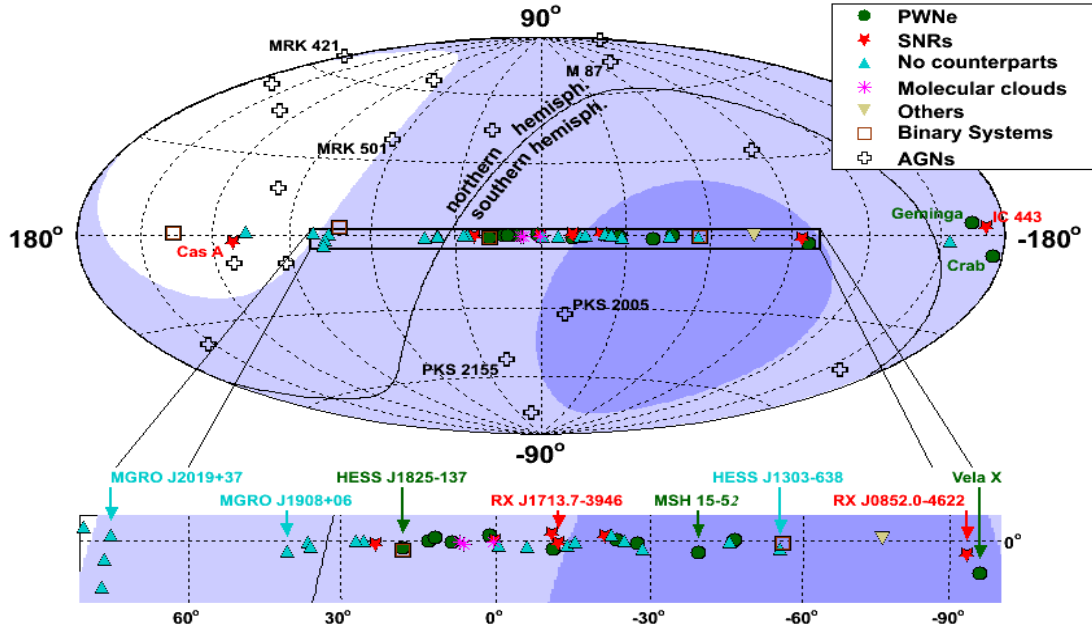 90°
PWNe
SNRs
No counterparts
Molecular clouds
Others
Binary Systems
AGNs
MRK 421
M 87
MRK 501
northern hemisph.
southern hemisph.
180°
Cas A
Geminga
IC 443
-180°
Crab
PKS 2005
PKS 2155
-90°
MGRO J2019+37
HESS J1825-137
HESS J1303-638
Vela X
MGRO J1908+06
RX J1713.7-3946
MSH 15-52
RX J0852.0-4622
0°
60° 30° 0° -30° -60° -90°